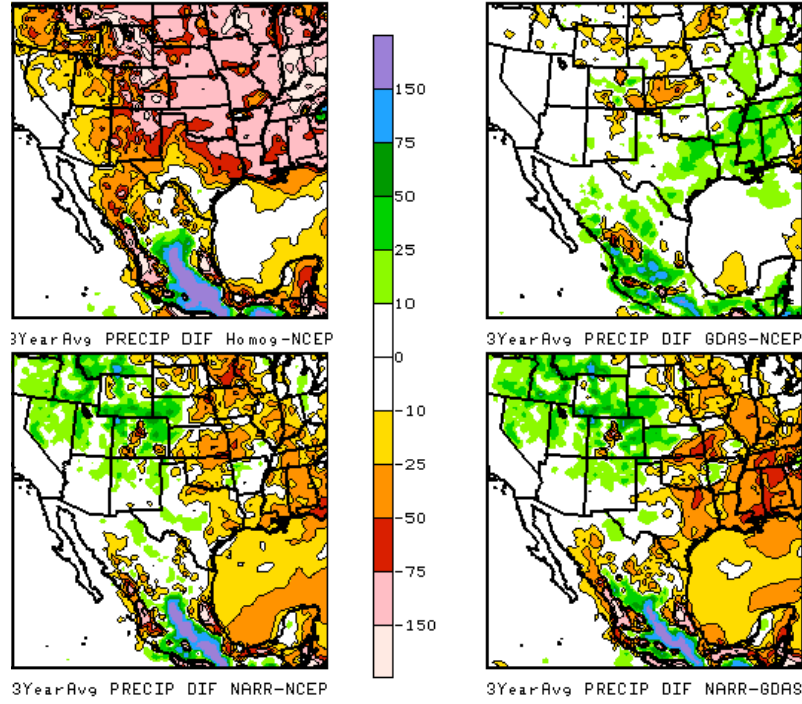 150
75
50
25
10
0
-10
-25
-50
-75
-150
3YearAvg PRECIP DIF Homog-NCEP
3YearAvg PRECIP DIF GDAS-NCEP
3YearAvg PRECIP DIF NARR-NCEP
3YearAvg PRECIP DIF NARR-GDAS